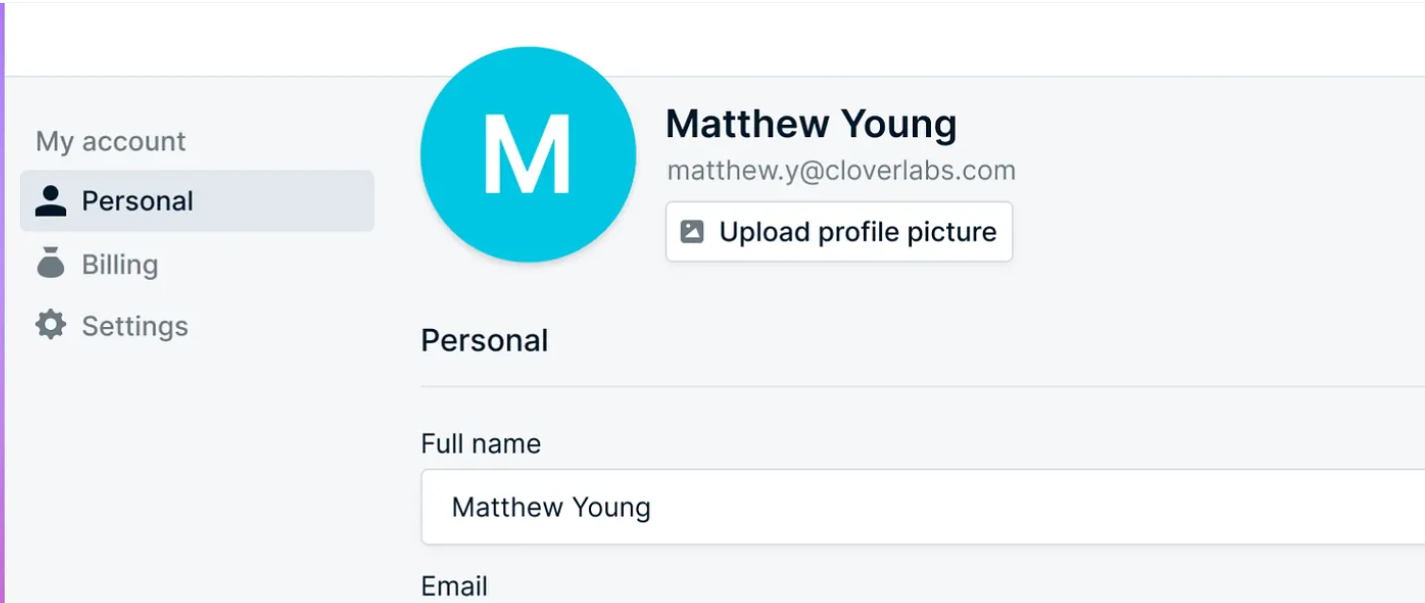 My account
Personal
Billing
Settings
M
Matthew Young
matthew.y@cloverlabs.com
Upload profile picture
Personal
Full name
Matthew Young
Email